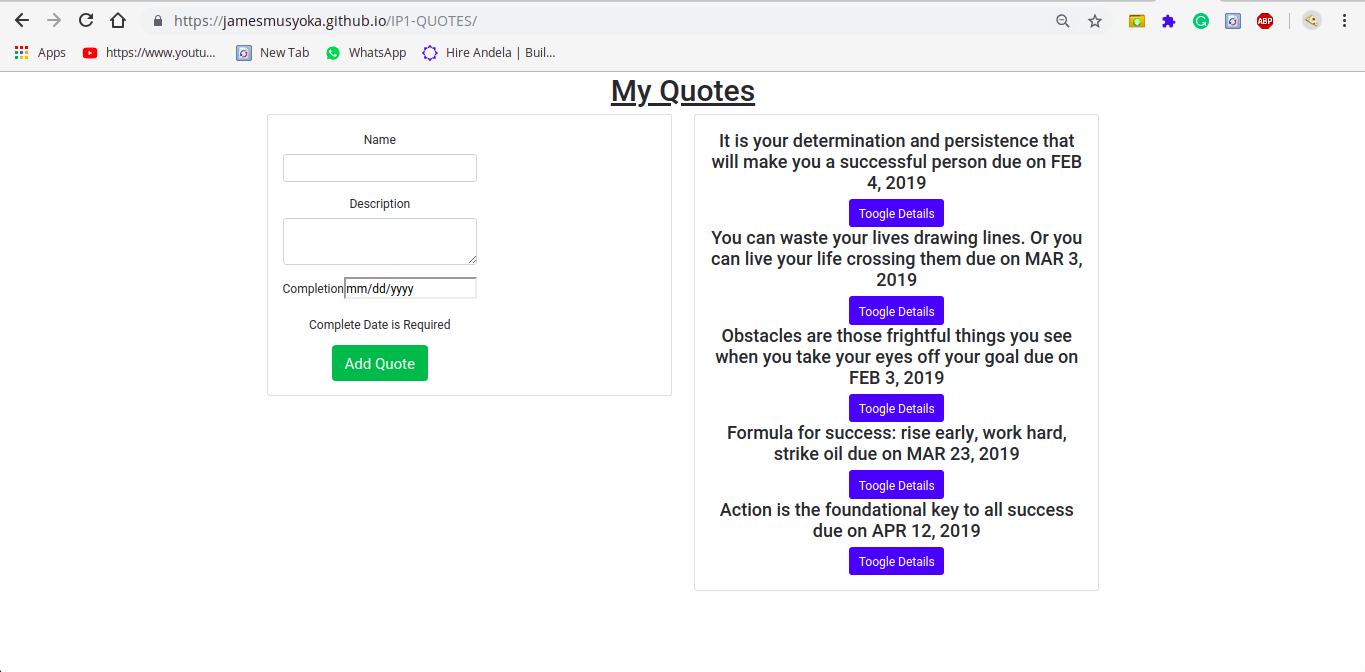 https://jamesmusyoka.github.io/IP1-QUOTES/
ABP
Apps
https://www.youtu...
New Tab
WhatsApp
Hire Andela | Buil...
My Quotes
Name
Description
Completion
mm/dd/yyyy
Complete Date is Required
Add Quote
It is your determination and persistence that
will make you a successful person due on FEB
4, 2019
Toogle Details
You can waste your lives drawing lines. Or you
can live your life crossing them due on MAR 3,
2019
Toogle Details
Obstacles are those frightful things you see
when you take your eyes off your goal due on
FEB 3, 2019
Toogle Details
Formula for success: rise early, work hard,
strike oil due on MAR 23, 2019
Toogle Details
Action is the foundational key to all success
due on APR 12, 2019
Toogle Details